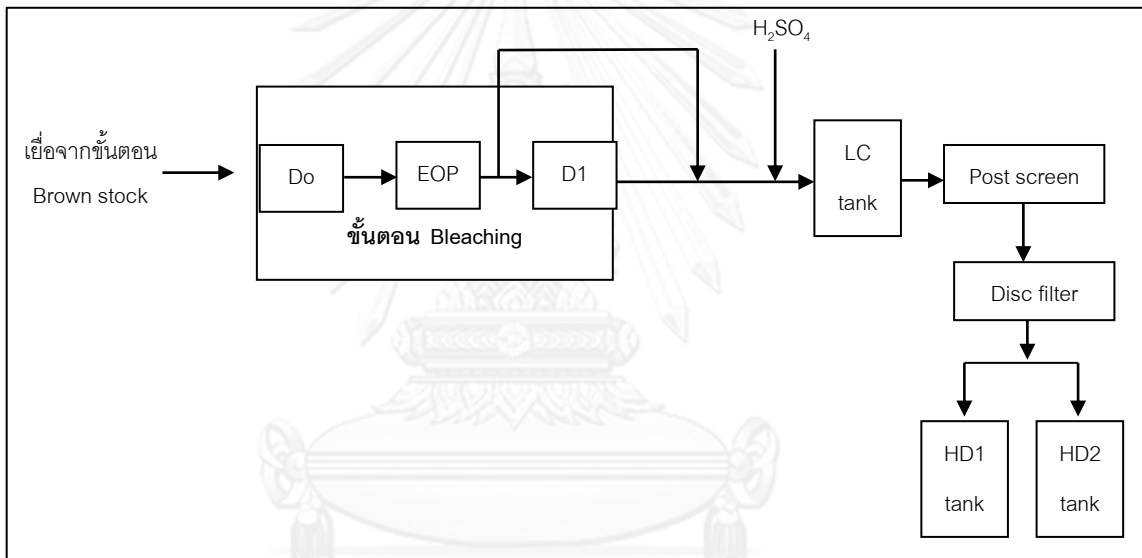 H₂SO₄
เยื่อจากขั้นตอน
Brown stock
Do
EOP
D1
ขั้นตอน Bleaching
LC
tank
Post screen
Disc filter
HD1
tank
HD2
tank